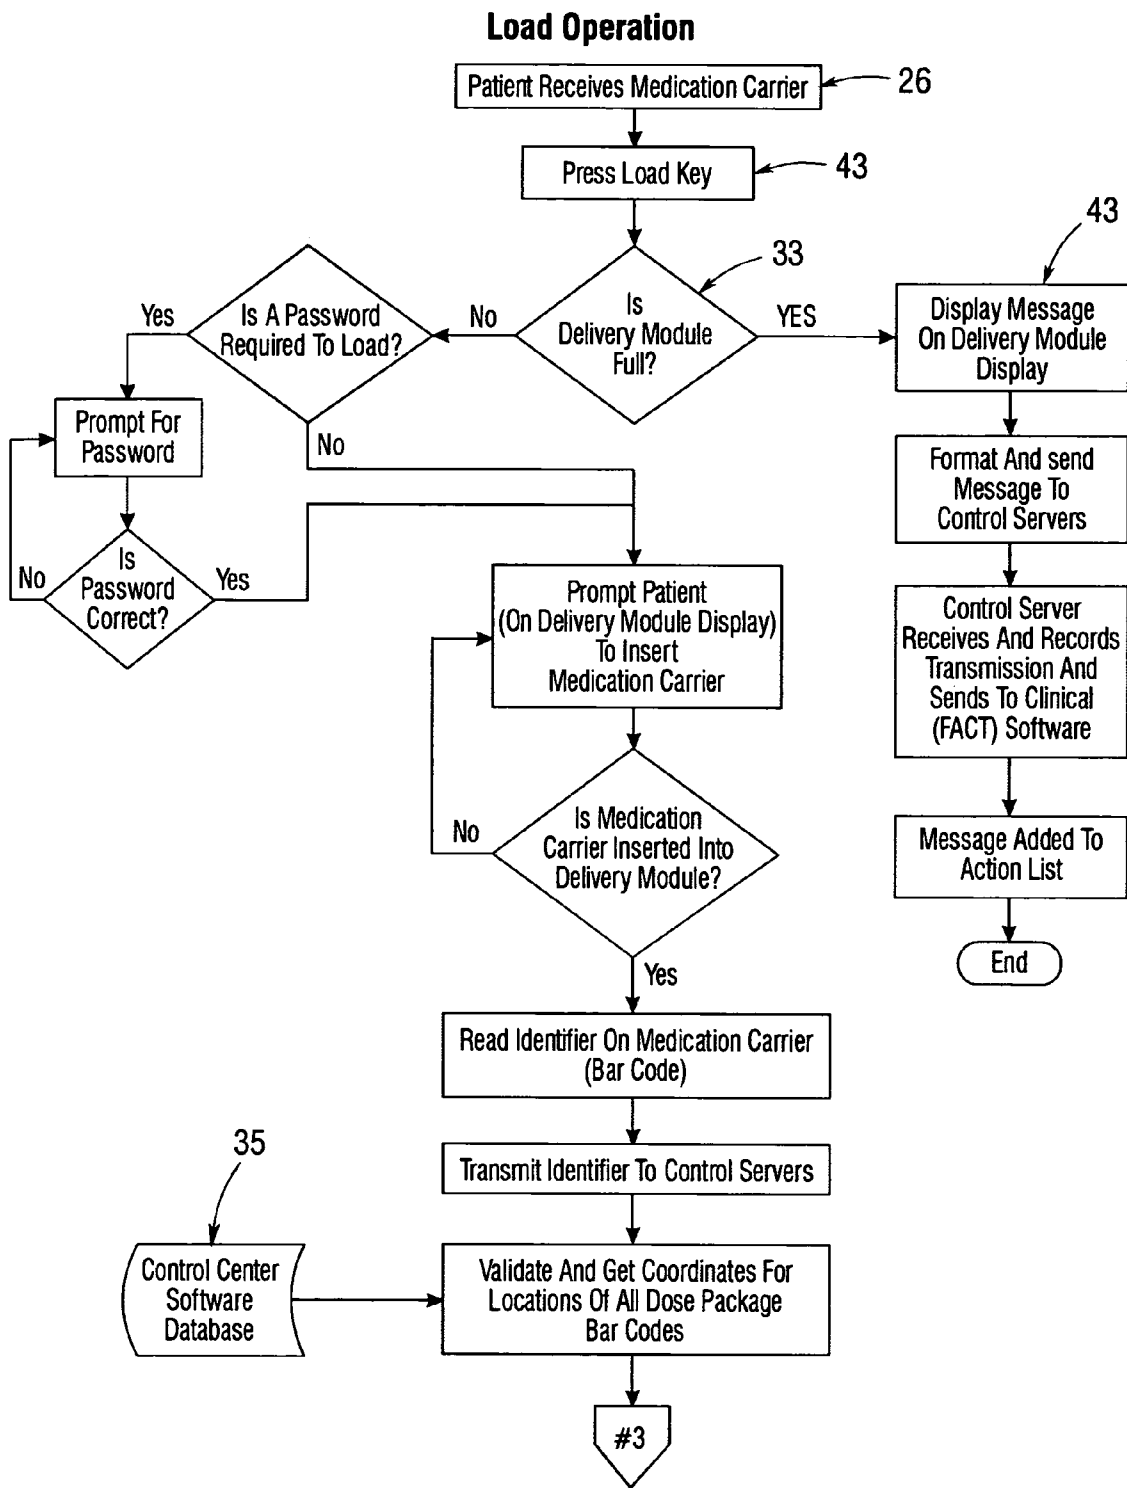 Load Operation
Patient Receives Medication Carrier
26
Press Load Key
43
43
33
Is
Delivery Module
Full?
No
YES
Is A Password
Required To Load?
Yes
No
Display Message
On Delivery Module
Display
Prompt For
Password
Format And send
Message To
Control Servers
Is
Password
Correct?
No
Yes
Prompt Patient
(On Delivery Module Display)
To Insert
Medication Carrier
Control Server
Receives And Records
Transmission And
Sends To Clinical
(FACT) Software
Is Medication
Carrier Inserted Into
Delivery Module?
No
Yes
Message Added To
Action List
End
Read Identifier On Medication Carrier
(Bar Code)
Transmit Identifier To Control Servers
35
Control Center
Software
Database
Validate And Get Coordinates For
Locations Of All Dose Package
Bar Codes
#3